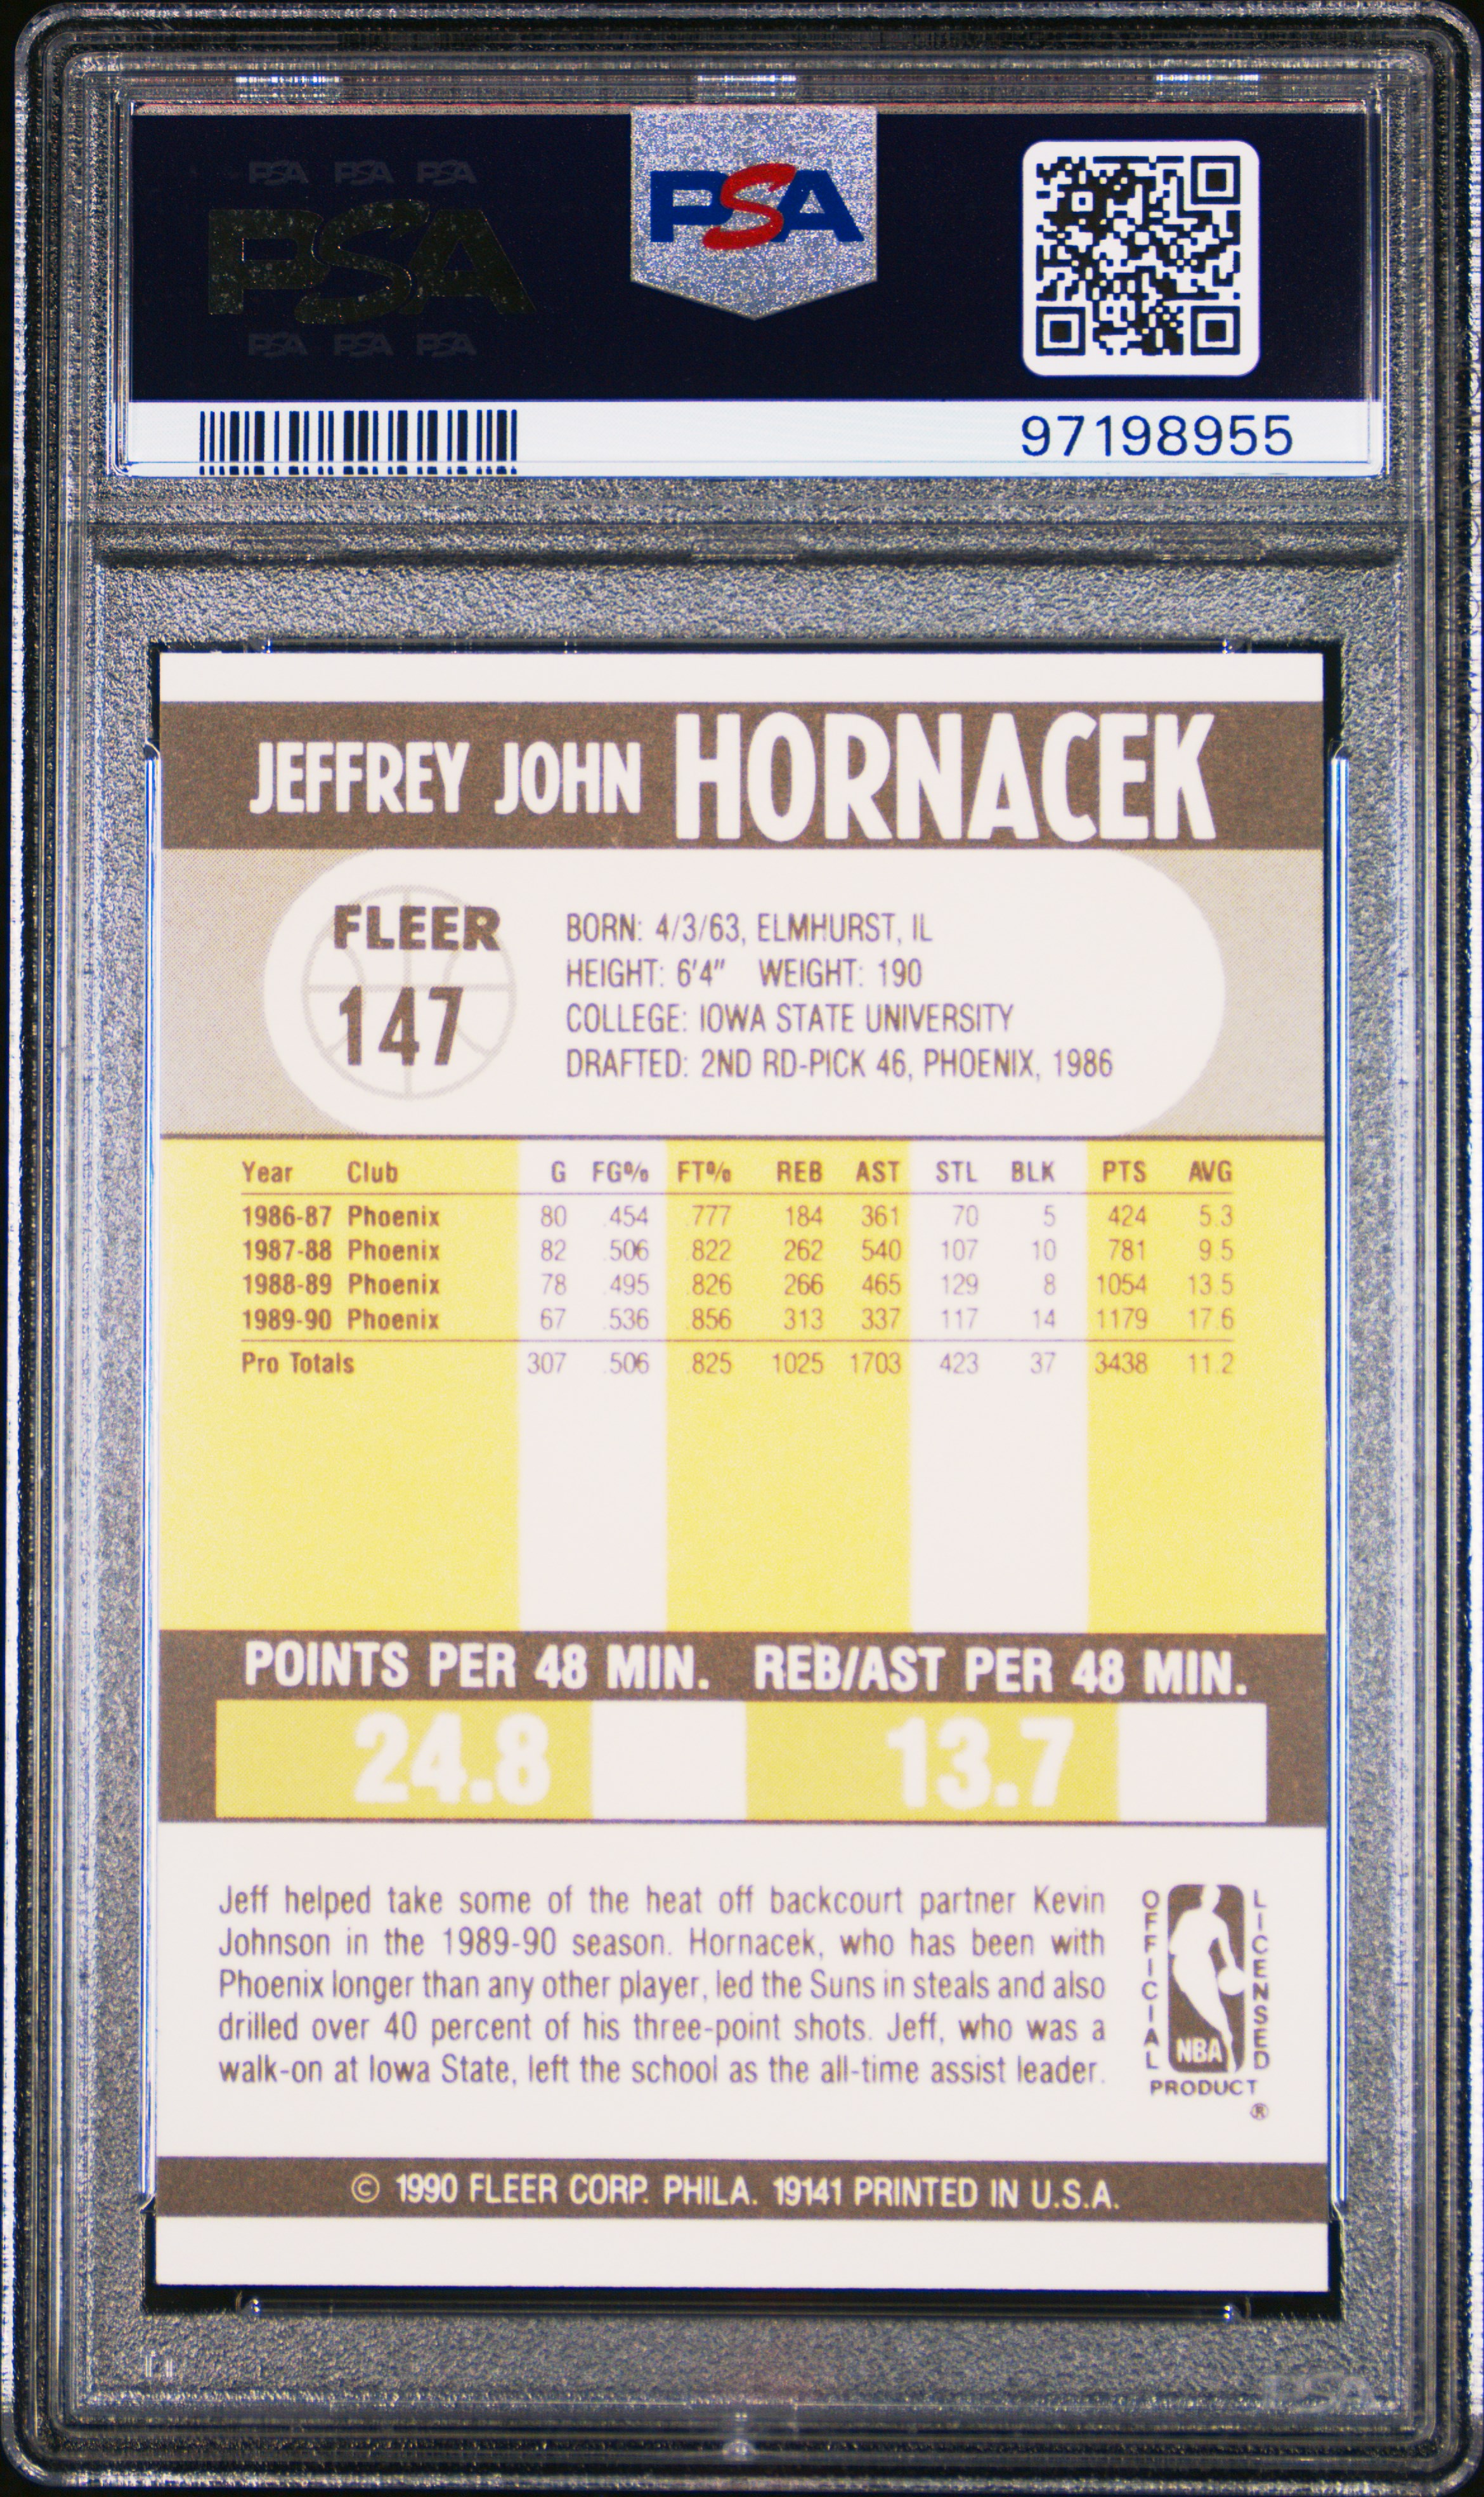 PSA PSA PSA
PSA
PSA PSA PSA
PSA
97198955
JEFFREY JOHN HORNACEK
FLEER
147
BORN: 4/3/63, ELMHURST, IL
HEIGHT: 6'4" WEIGHT: 190
COLLEGE: IOWA STATE UNIVERSITY
DRAFTED: 2ND RD-PICK 46, PHOENIX, 1986
Year Club G FG% FT% REB AST STL BLK PTS AVG
1986-87 Phoenix 80 .454 .777 184 361 70 5 424 5.3
1987-88 Phoenix 82 .506 .822 262 540 107 10 781 9.5
1988-89 Phoenix 78 .495 .826 266 465 129 8 1054 13.5
1989-90 Phoenix 67 .536 .856 313 337 117 14 1179 17.6
Pro Totals 307 .506 .825 1025 1703 423 37 3438 11.2
POINTS PER 48 MIN. REB/AST PER 48 MIN.
24.8 13.7
Jeff helped take some of the heat off backcourt partner Kevin
Johnson in the 1989-90 season. Hornacek, who has been with
Phoenix longer than any other player, led the Suns in steals and also
drilled over 40 percent of his three-point shots. Jeff, who was a
walk-on at Iowa State, left the school as the all-time assist leader.
OFFICIAL
NBA
LICENSED
PRODUCT
®
© 1990 FLEER CORP. PHILA. 19141 PRINTED IN U.S.A.
PSA